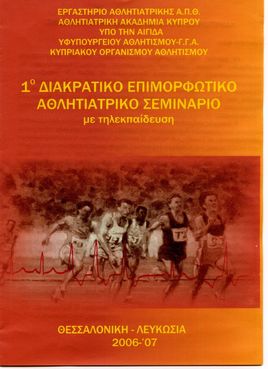 ΕΡΓΑΣΤΗΡΙΟ ΑΘΛΗΤΙΑΤΡΙΚΗΣ Α.Π.Θ.
ΑΘΛΗΤΙΑΤΡΙΚΗ ΑΚΑΔΗΜΙΑ ΚΥΠΡΟΥ
ΥΠΟ ΤΗΝ ΑΙΓΙΔΑ
ΥΦΥΠΟΥΡΓΕΙΟΥ ΑΘΛΗΤΙΣΜΟΥ-Γ.Γ.Α.
ΚΥΠΡΙΑΚΟΥ ΟΡΓΑΝΙΣΜΟΥ ΑΘΛΗΤΙΣΜΟΥ
1ο ΔΙΑΚΡΑΤΙΚΟ ΕΠΙΜΟΡΦΩΤΙΚΟ
ΑΘΛΗΤΙΑΤΡΙΚΟ ΣΕΜΙΝΑΡΙΟ
με τηλεκπαίδευση
ΘΕΣΣΑΛΟΝΙΚΗ - ΛΕΥΚΩΣΙΑ
2006-'07